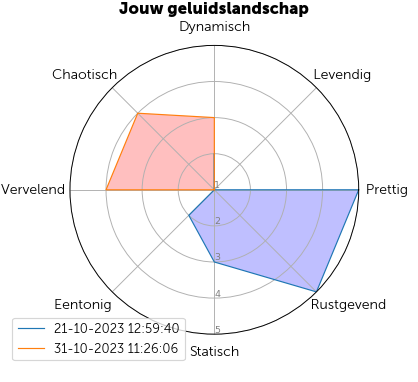 Jouw geluidslandschap
Dynamisch
Chaotisch
Levendig
Vervelend
1
Prettig
2
3
4
Eentonig
Rustgevend
5
21-10-2023 12:59:40
31-10-2023 11:26:06
Statisch